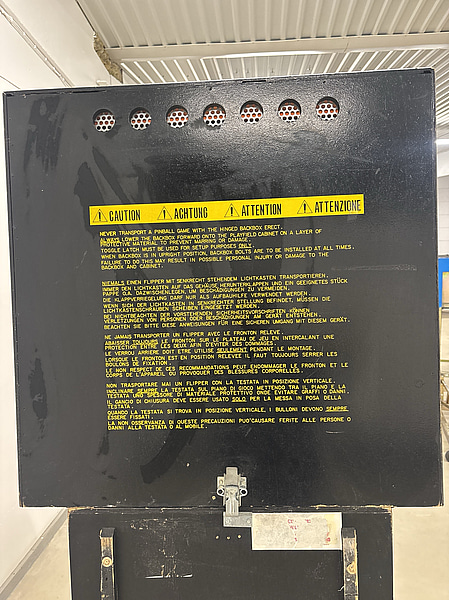 ⚠ CAUTION ⚠ ACHTUNG ⚠ ATTENTION ⚠ ATTENZIONE
NEVER TRANSPORT A PINBALL GAME WITH THE HINGED BACKBOX ERECT.
ALWAYS LOWER THE BACKBOX FORWARD ONTO THE PLAYFIELD CABINET ON A LAYER OF
PROTECTIVE MATERIAL TO PREVENT MARRING OR DAMAGE.
TOGGLE LATCH MUST BE USED FOR SETUP PURPOSES ONLY.
WHEN BACKBOX IS IN UPRIGHT POSITION, BACKBOX BOLTS ARE TO BE INSTALLED AT ALL TIMES.
FAILURE TO DO THIS MAY RESULT IN POSSIBLE PERSONAL INJURY OR DAMAGE TO THE
BACKBOX AND CABINET.
NIEMALS EINEN FLIPPER MIT SENKRECHT STEHENDEM LICHTKASTEN TRANSPORTIEREN.
IMMER DEN LICHTKASTEN AUF DAS GEHÄUSE HERUNTERKLAPPEN UND EIN GEEIGNETES STÜCK
PAPPE O.Ä. DAZWISCHENLEGEN, UM BESCHÄDIGUNGEN ZU VERMEIDEN.
DIE KLAPPVERRIEGELUNG DARF NUR ALS AUFBAUHILFE VERWENDET WERDEN.
WENN SICH DER LICHTKASTEN IN SENKRECHTER STELLUNG BEFINDET, MÜSSEN DIE
LICHTKASTENSCHRAUBEN EINGESETZT WERDEN.
BEI NICHTBEACHTEN DER VORSTEHENDEN SICHERHEITSVORSCHRIFTEN KÖNNEN
VERLETZUNGEN VON PERSONEN ODER BESCHÄDIGUNGEN AM GERÄT ENTSTEHEN.
BEACHTEN SIE BITTE DIESE ANWEISUNGEN FÜR EINE SICHEREN UMGANG MIT DIESEM GERÄT.
NE JAMAIS TRANSPORTER UN FLIPPER AVEC LE FRONTON RELEVE.
ABAISSER TOUJOURS LE FRONTON SUR LE PLATEAU DE JEU EN INTERCALANT UNE
PROTECTION ENTRE CES DEUX AFIN D'EVITER DES DOMMAGES.
LE VERROU ARRIERE DOIT ETRE UTILISE SEULEMENT PENDANT LE MONTAGE.
LORSQUE LE FRONTON EST EN POSITION RELEVEE IL FAUT TOUJOURS SERRER LES
BOULONS DE FIXATION.
LE NON RESPECT DE CES RECOMMANDATIONS PEUT ENDOMMAGER LE FRONTON ET LE
CORPS DE L'APPAREIL OU PROVOQUER DES BLESSURES CORPORELLES.
NON TRASPORTARE MAI UN FLIPPER CON LA TESTATA IN POSIZIONE VERTICALE.
INCLINARE SEMPRE LA TESTATA SUL PIANO DI GIOCO METTENDO TRA IL PIANO E LA
TESTATA UNO SPESSORE DI MATERIALE PROTETTIVO ONDE EVITARE GRAFFI O DANNI.
IL GANCIO DI CHIUSURA DEVE ESSERE USATO SOLO PER LA MESSA IN POSA DELLA
TESTATA.
QUANDO LA TESTATA SI TROVA IN POSIZIONE VERTICALE, I BULLONI DEVONO SEMPRE
ESSERE FISSATI.
LA NON OSSERVANZA DI QUESTE PRECAUZIONI PUO'CAUSARE FERITE ALLE PERSONE O
DANNI ALLA TESTATA O AL MOBILE.